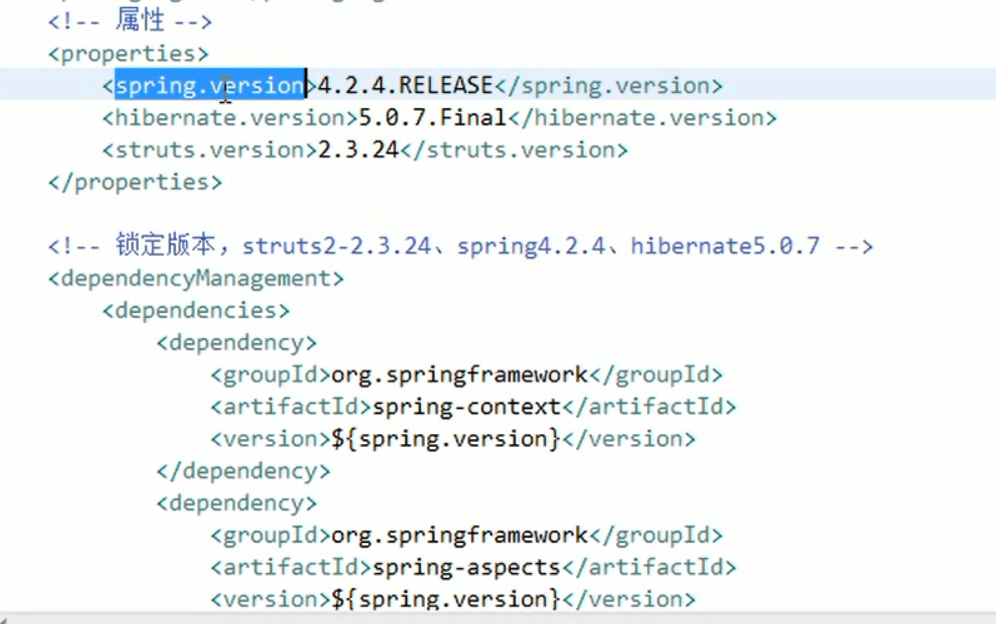 <!-- 属性 -->
<properties>
<spring.version>4.2.4.RELEASE</spring.version>
<hibernate.version>5.0.7.Final</hibernate.version>
<struts.version>2.3.24</struts.version>
</properties>
<!-- 锁定版本，struts2-2.3.24、spring4.2.4、hibernate5.0.7 -->
<dependencyManagement>
<dependencies>
<dependency>
<groupId>org.springframework</groupId>
<artifactId>spring-context</artifactId>
<version>${spring.version}</version>
</dependency>
<dependency>
<groupId>org.springframework</groupId>
<artifactId>spring-aspects</artifactId>
<version>${spring.version}</version>